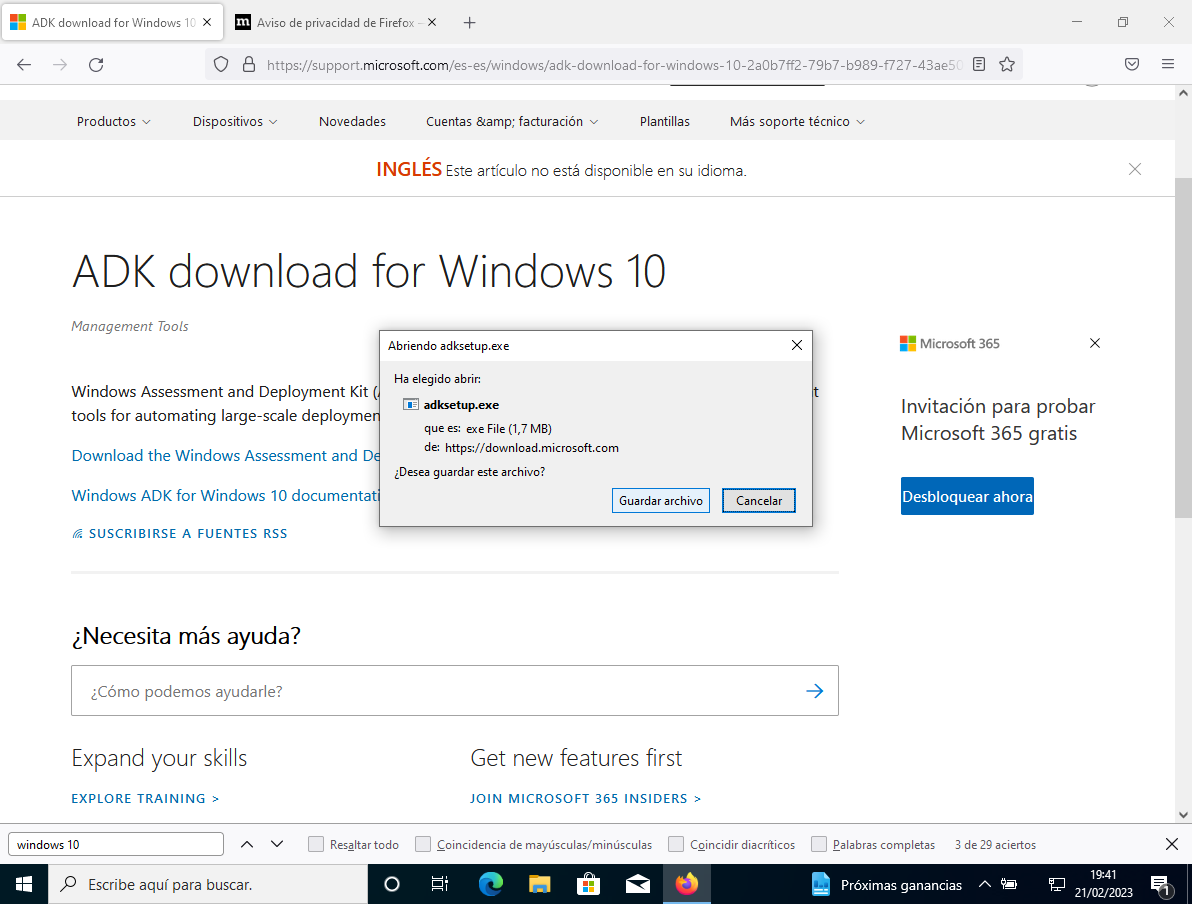 ADK download for Windows 10
Aviso de privacidad de Firefox –
https://support.microsoft.com/es-es/windows/adk-download-for-windows-10-2a0b7ff2-79b7-b989-f727-43ae50
Productos
Dispositivos
Novedades
Cuentas &amp; facturación
Plantillas
Más soporte técnico
INGLÉS Este artículo no está disponible en su idioma.
ADK download for Windows 10
Management Tools
Microsoft 365
Invitación para probar
Microsoft 365 gratis
Desbloquear ahora
Windows Assessment and Deployment Kit (
tools for automating large-scale deploymen
Download the Windows Assessment and De
Windows ADK for Windows 10 documentati
SUSCRIBIRSE A FUENTES RSS
Abriendo adksetup.exe
Ha elegido abrir:
adksetup.exe
que es: exe File (1,7 MB)
de: https://download.microsoft.com
¿Desea guardar este archivo?
Guardar archivo
Cancelar
¿Necesita más ayuda?
¿Cómo podemos ayudarle?
Expand your skills
EXPLORE TRAINING >
Get new features first
JOIN MICROSOFT 365 INSIDERS >
windows 10
Resaltar todo
Coincidencia de mayúsculas/minúsculas
Coincidir diacríticos
Palabras completas
3 de 29 aciertos
Escribe aquí para buscar.
Próximas ganancias
19:41
21/02/2023
1